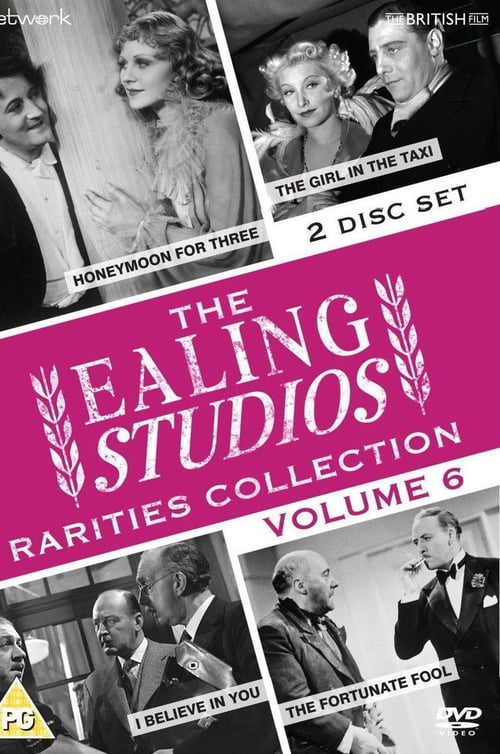 etwork
THE BRITISH FILM
HONEYMOON FOR THREE
THE GIRL IN THE TAXI
2 DISC SET
THE
EALING
STUDIOS
RARITIES COLLECTION
VOLUME 6
I BELIEVE IN YOU
THE FORTUNATE FOOL
PG
DVD
VIDEO